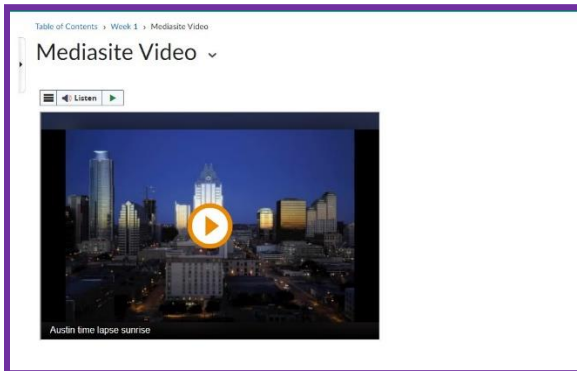 Table of Contents › Week 1 › Mediasite Video
Mediasite Video
Listen
Austin time lapse sunrise